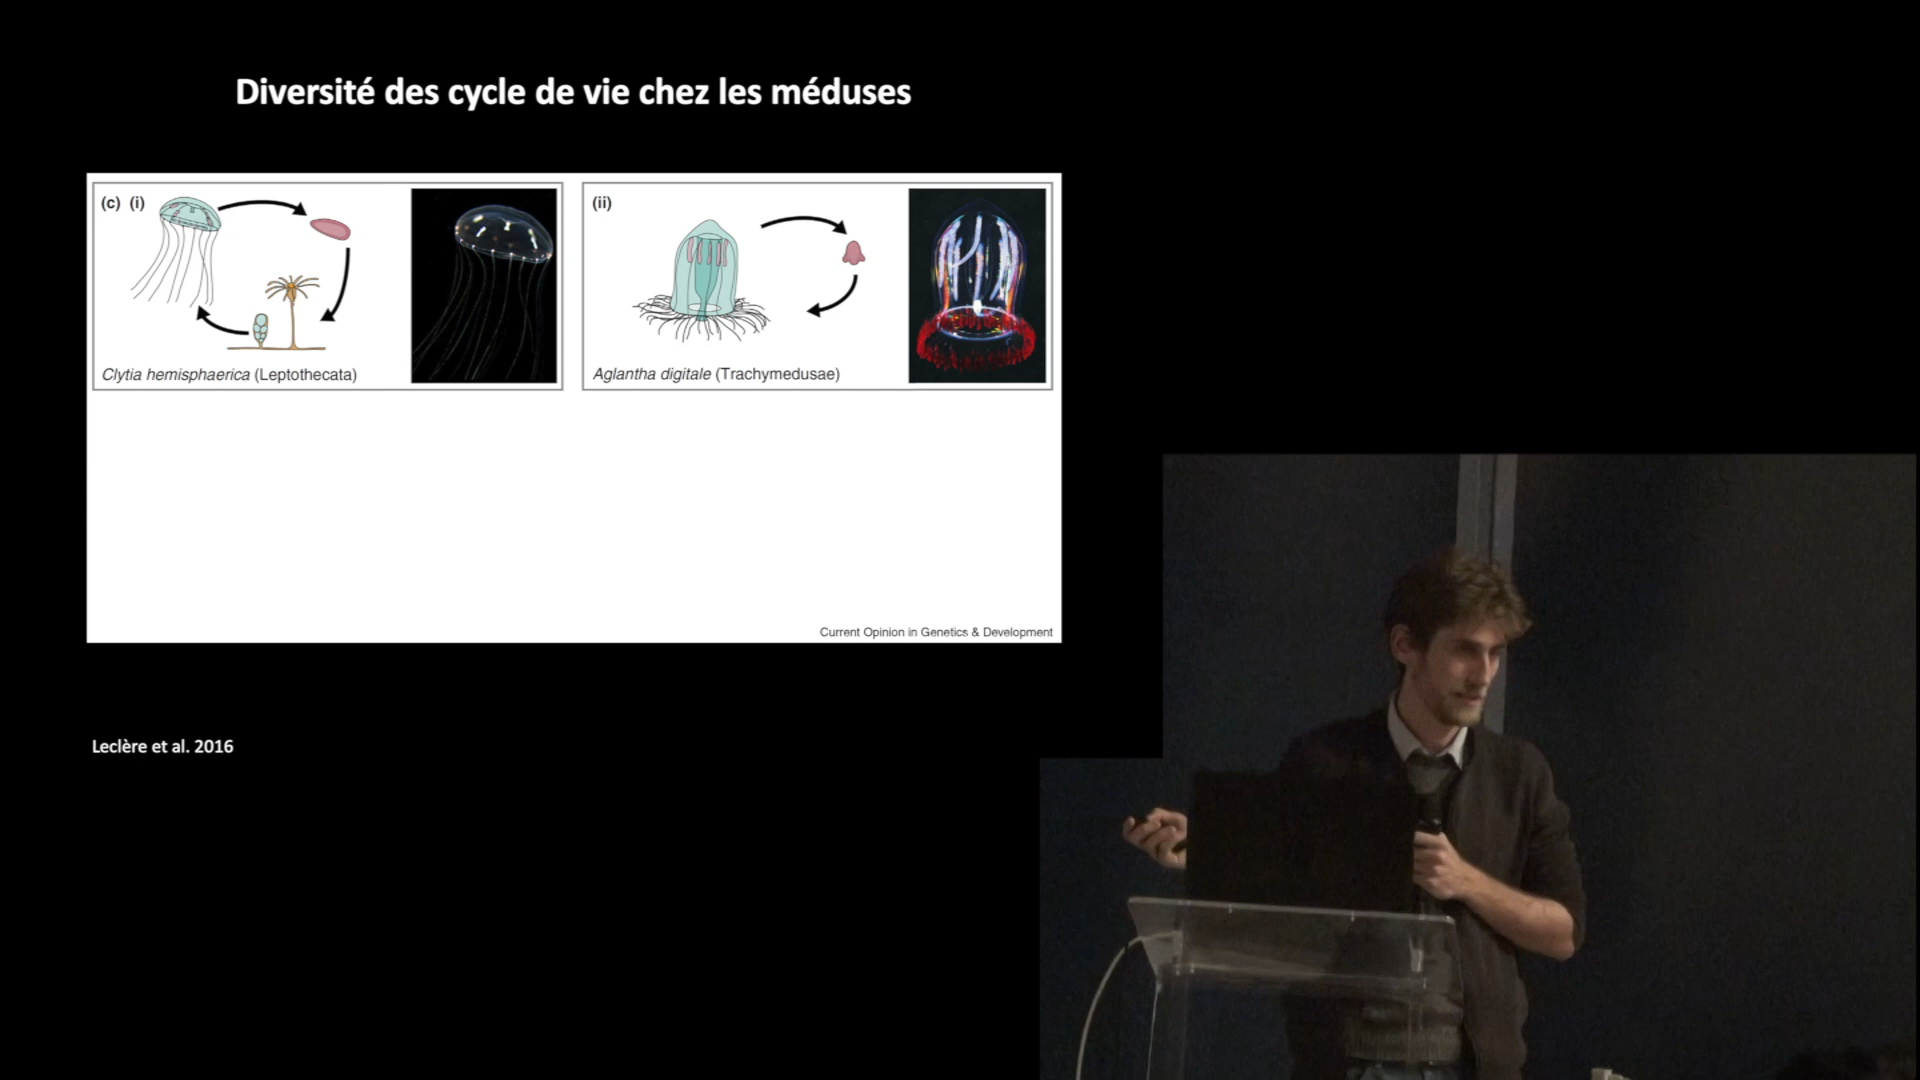 Diversité des cycle de vie chez les méduses
(c) (i)
Clytia hemisphaerica (Leptothecata)
(ii)
Aglantha digitale (Trachymedusae)
Current Opinion in Genetics & Development
Leclère et al. 2016